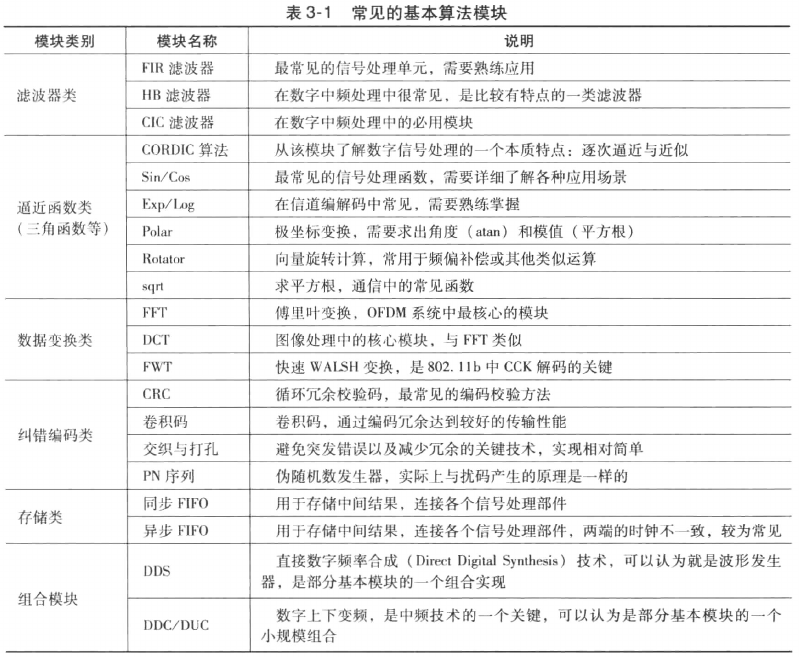 表 3-1 常见的基本算法模块
模块类别 模块名称 说明
滤波器类
FIR 滤波器 最常见的信号处理单元，需要熟练应用
HB 滤波器 在数字中频处理中很常见，是比较有特点的一类滤波器
CIC 滤波器 在数字中频处理中的必用模块
逼近函数类
（三角函数等）
CORDIC 算法 从该模块了解数字信号处理的一个本质特点：逐次逼近与近似
Sin/Cos 最常见的信号处理函数，需要详细了解各种应用场景
Exp/Log 在信道编解码中常见，需要熟练掌握
Polar 极坐标变换，需要求出角度（atan）和模值（平方根）
Rotator 向量旋转计算，常用于频偏补偿或其他类似运算
sqrt 求平方根，通信中的常见函数
数据变换类
FFT 傅里叶变换，OFDM 系统中最核心的模块
DCT 图像处理中的核心模块，与 FFT 类似
FWT 快速 WALSH 变换，是 802.11b 中 CCK 解码的关键
纠错编码类
CRC 循环冗余校验码，最常见的编码校验方法
卷积码 卷积码，通过编码冗余达到较好的传输性能
交织与打孔 避免突发错误以及减少冗余的关键技术，实现相对简单
PN 序列 伪随机数发生器，实际上与扰码产生的原理是一样的
存储类
同步 FIFO 用于存储中间结果，连接各个信号处理部件
异步 FIFO 用于存储中间结果，连接各个信号处理部件，两端的时钟不一致，较为常见
组合模块
DDS 直接数字频率合成（Direct Digital Synthesis）技术，可以认为就是波形发生
器，是部分基本模块的一个组合实现
DDC/DUC 数字上下变频，是中频技术的一个关键，可以认为是部分基本模块的一个
小规模组合